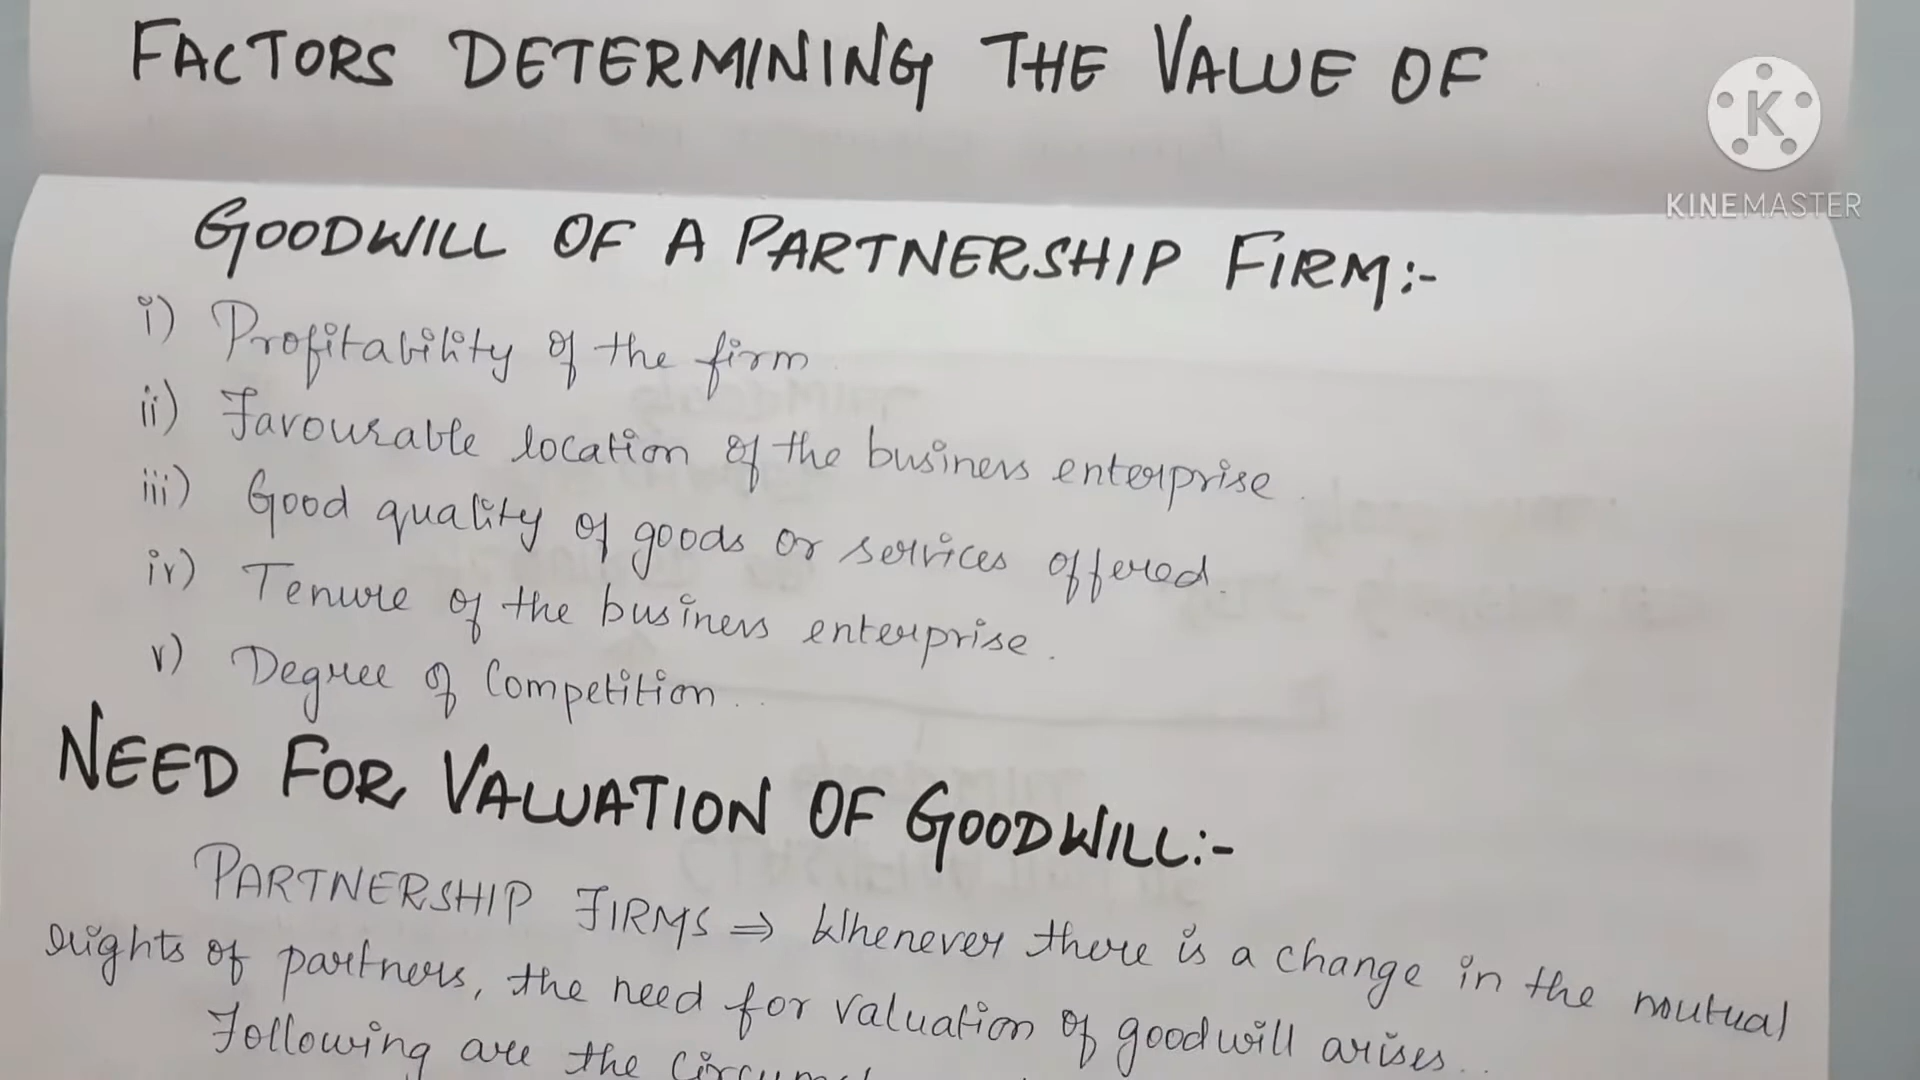 FACTORS DETERMINING THE VALUE OF
K
KINEMASTER
GOODWILL OF A PARTNERSHIP FIRM:-
i) Profitability of the firm
ii) Favourable location of the business enterprise.
iii) Good quality of goods or services offered.
iv) Tenure of the business enterprise.
v) Degree of Competition.
NEED FOR VALUATION OF GOODWILL:-
PARTNERSHIP FIRMS ⇒ Whenever there is a change in the mutual
rights of partners, the need for valuation of goodwill arises..
Following are the